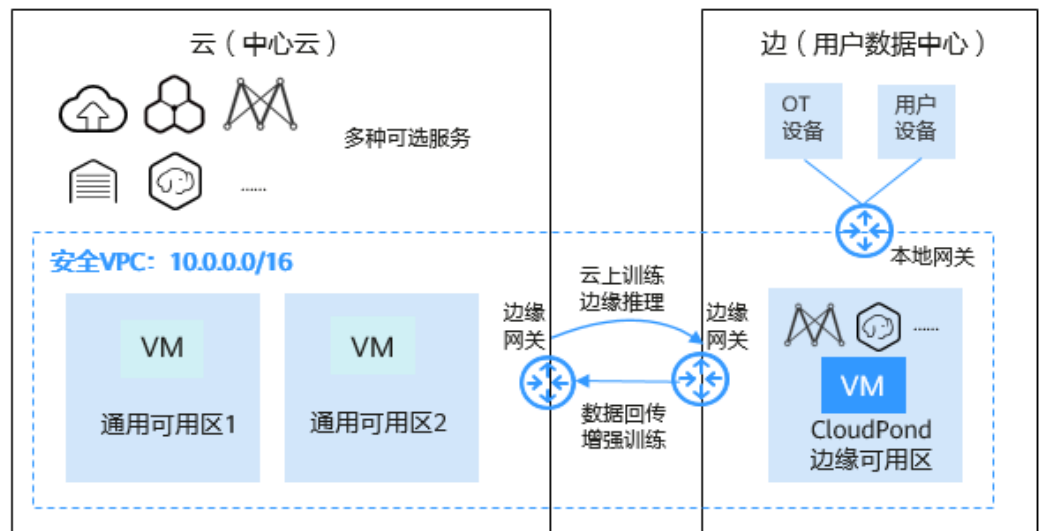 云（中心云）
多种可选服务
......
边（用户数据中心）
OT
设备
用户
设备
本地网关
安全VPC：10.0.0.0/16
VM
通用可用区1
VM
通用可用区2
边缘
网关
云上训练
边缘推理
数据回传
增强训练
边缘
网关
......
VM
CloudPond
边缘可用区